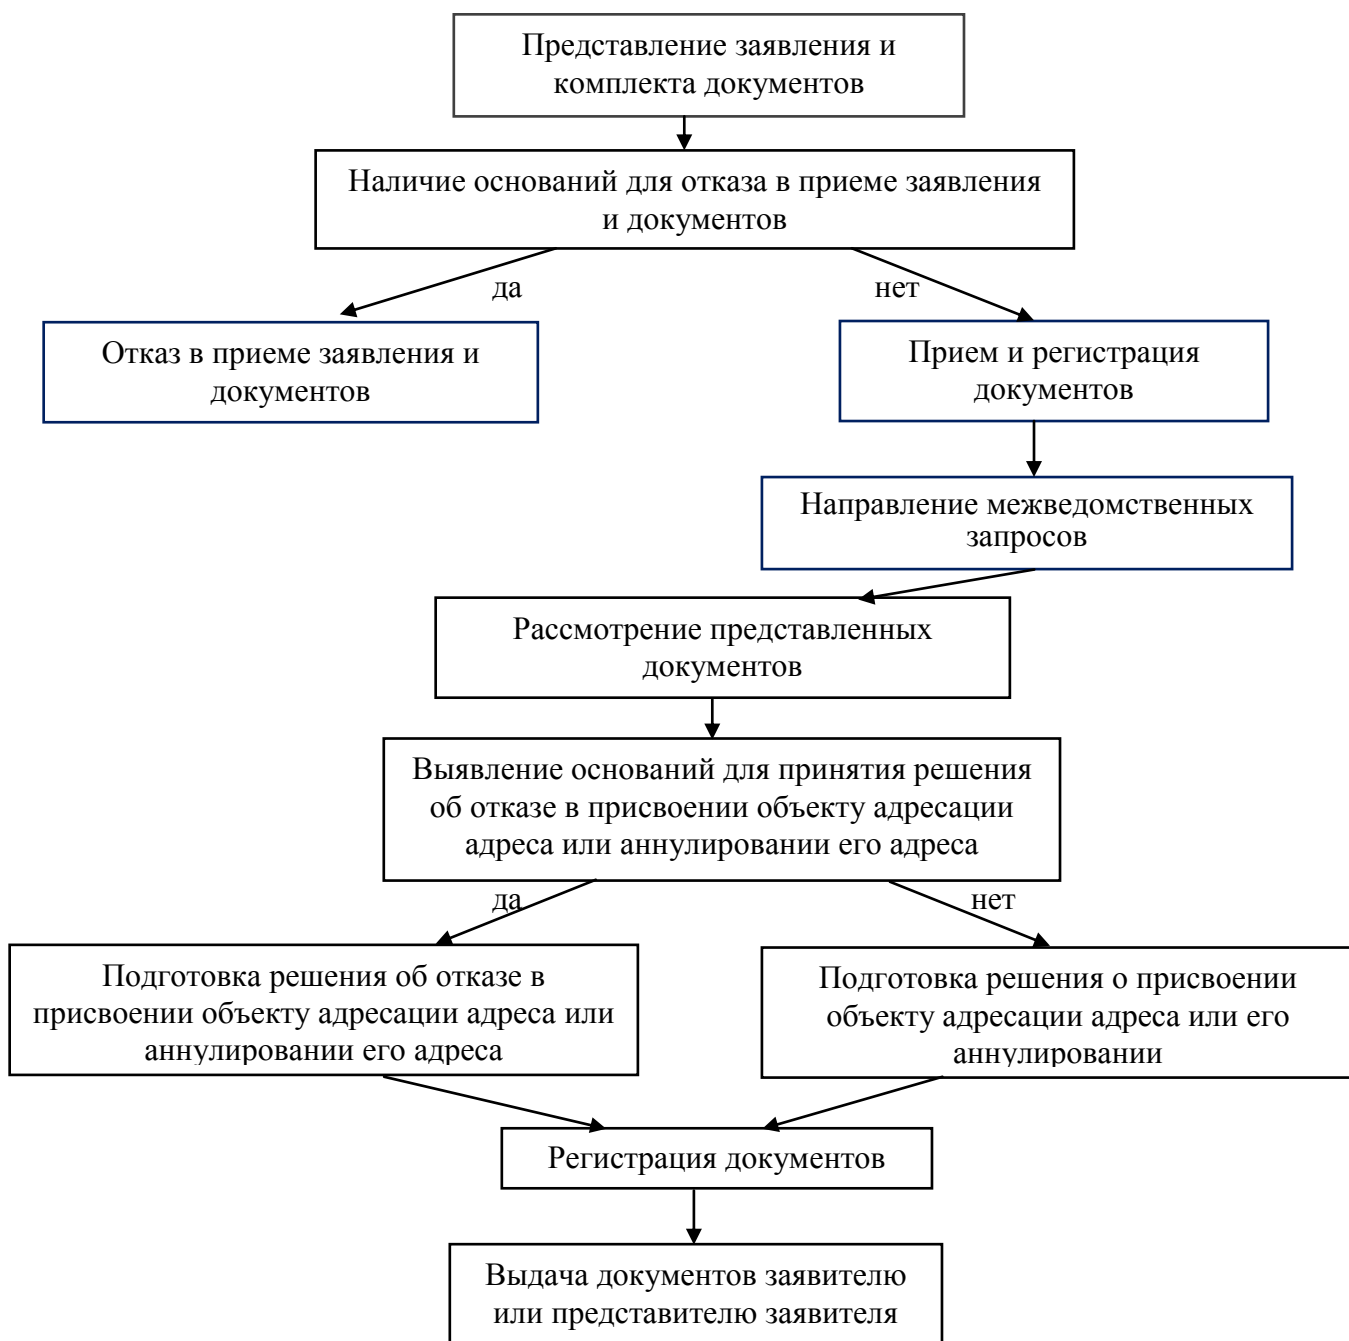 Представление заявления и
комплекта документов
Наличие оснований для отказа в приеме заявления
и документов
да
нет
Отказ в приеме заявления и
документов
Прием и регистрация
документов
Направление межведомственных
запросов
Рассмотрение представленных
документов
Выявление оснований для принятия решения
об отказе в присвоении объекту адресации
адреса или аннулировании его адреса
да
нет
Подготовка решения об отказе в
присвоении объекту адресации адреса или
аннулировании его адреса
Подготовка решения о присвоении
объекту адресации адреса или его
аннулировании
Регистрация документов
Выдача документов заявителю
или представителю заявителя